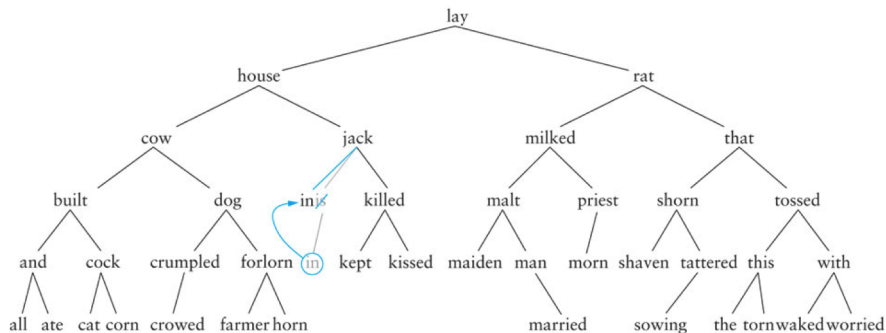 lay
house rat
cow jack milked that
built dog in is killed malt priest shorn tossed
and cock crumpled forlorn in kept kissed maiden man morn shaven tattered this with
all ate cat corn crowed farmer horn married sowing the torn waked worried